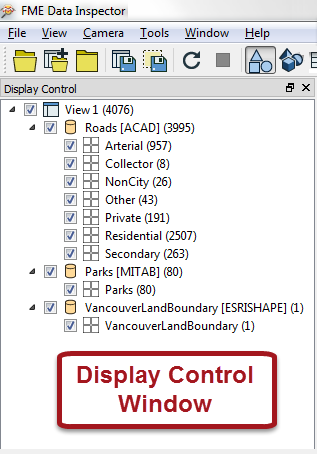 FME Data Inspector
File View Camera Tools Window Help
Display Control
View 1 (4076)
Roads [ACAD] (3995)
Arterial (957)
Collector (8)
NonCity (26)
Other (43)
Private (191)
Residential (2507)
Secondary (263)
Parks [MITAB] (80)
Parks (80)
VancouverLandBoundary [ESRISHAPE] (1)
VancouverLandBoundary (1)
Display Control
Window